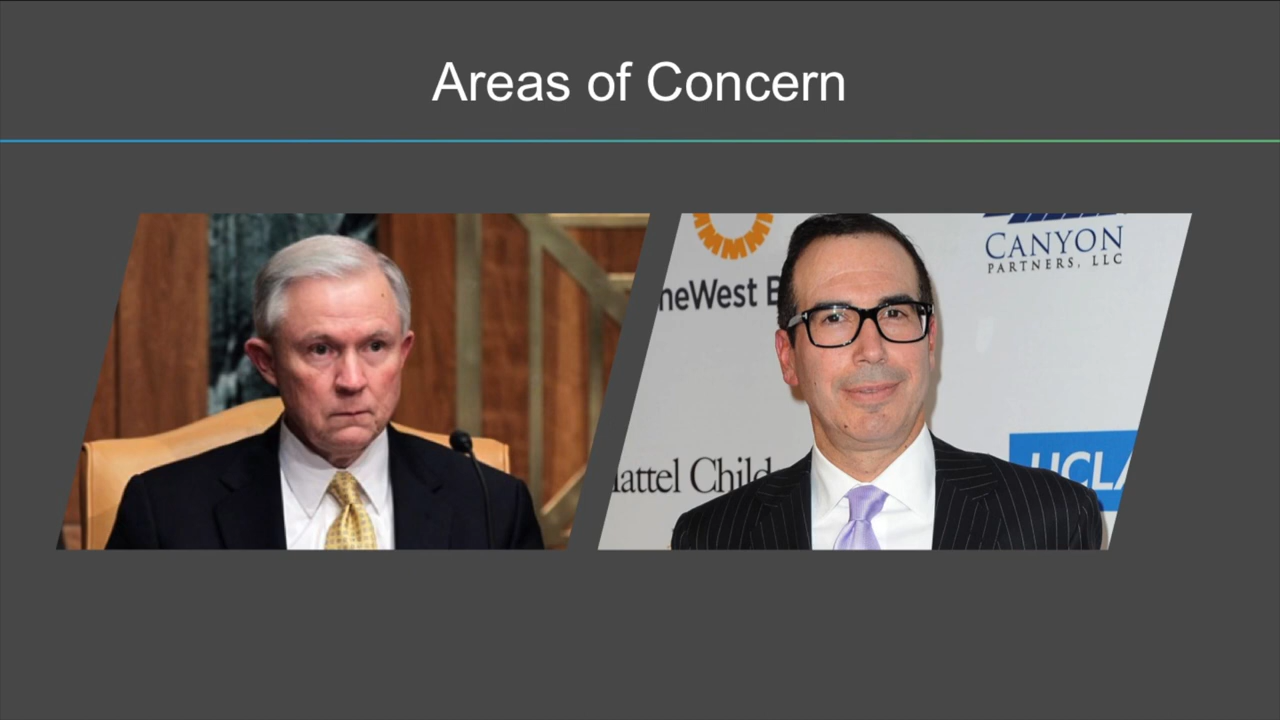 Areas of Concern
CANYON
PARTNERS, LLC
neWest B
attel Child
UCLA